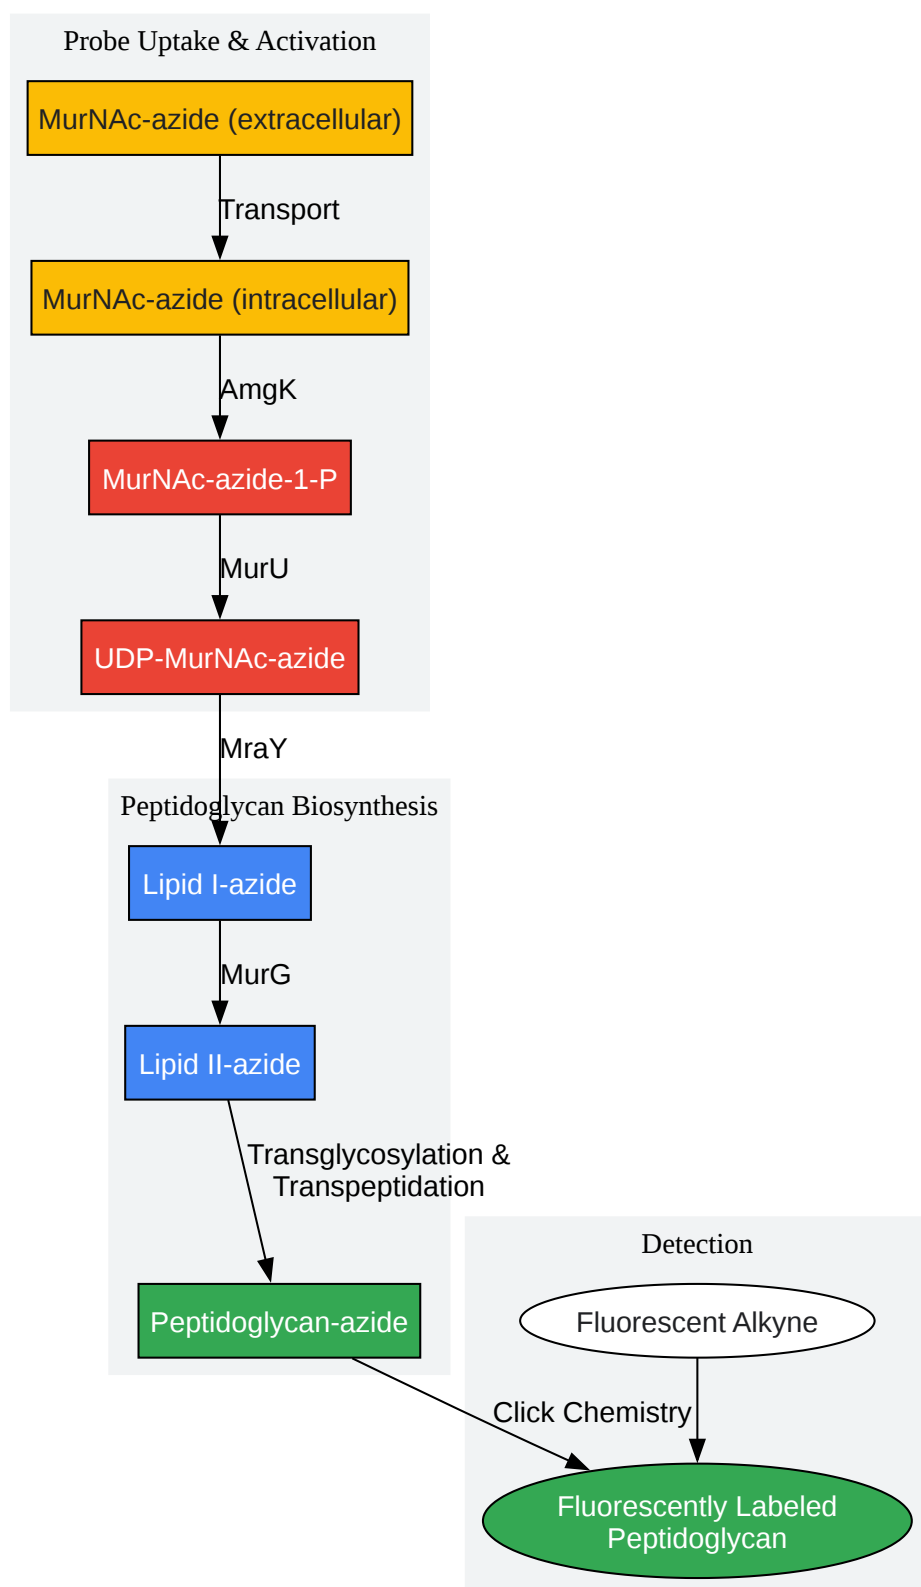 Probe Uptake & Activation
MurNAc-azide (extracellular)
Transport
MurNAc-azide (intracellular)
AmgK
MurNAc-azide-1-P
MurU
UDP-MurNAc-azide
MraY
Peptidoglycan Biosynthesis
Lipid I-azide
MurG
Lipid II-azide
Transglycosylation &
Transpeptidation
Peptidoglycan-azide
Detection
Fluorescent Alkyne
Click Chemistry
Fluorescently Labeled
Peptidoglycan